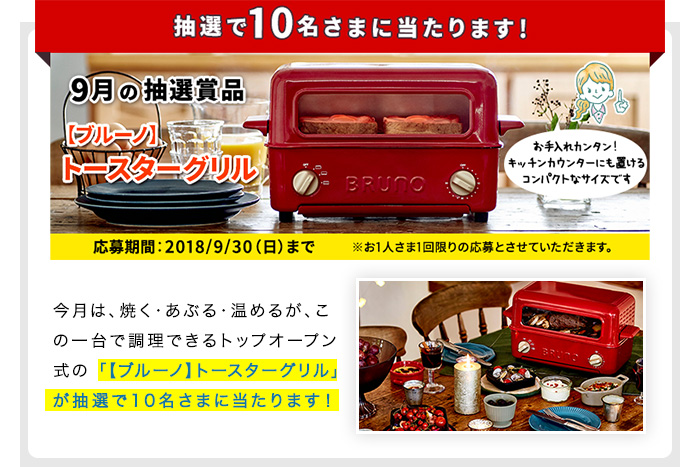 抽選で10名さまに当たります！
9月の抽選賞品
【ブルーノ】
トースターグリル
お手入れカンタン！
キッチンカウンターにも置ける
コンパクトなサイズです
BRUNO
応募期間：2018/9/30（日）まで　※お1人さま1回限りの応募とさせていただきます。
今月は、焼く・あぶる・温めるが、こ
の一台で調理できるトップオープン
式の「【ブルーノ】トースターグリル」
が抽選で10名さまに当たります！
BRUNO